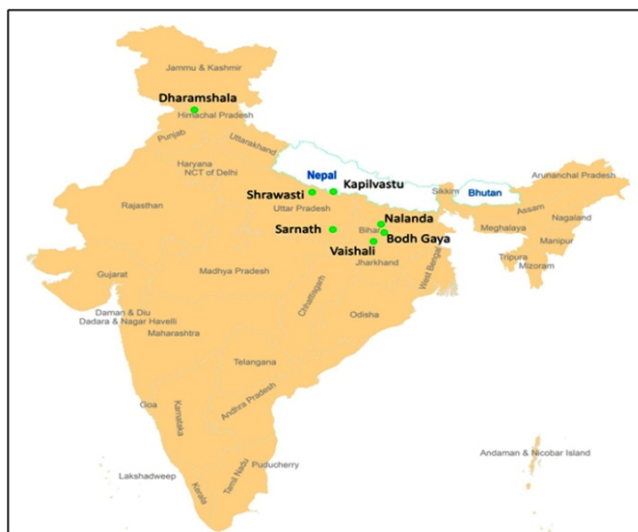 Jammu & Kashmir
Dharamshala
Himachal Pradesh
Punjab
Uttarakhand
Haryana
NCT of Delhi
Nepal
Kapilvastu
Shrawasti
Sikkim
Bhutan
Arunanchal Pradesh
Rajasthan
Uttar Pradesh
Assam
Nagaland
Nalanda
Meghalaya
Sarnath
Bihar
Bodh Gaya
Manipur
Vaishali
Tripura
Mizoram
Jharkhand
West Bengal
Gujarat
Madhya Pradesh
Chhattisgarh
Daman & Diu
Dadara & Nagar Havelli
Odisha
Maharashtra
Telangana
Andhra Pradesh
Goa
Karnataka
Andaman & Nicobar Island
Puducherry
Lakshadweep
Tamil Nadu
Kerala